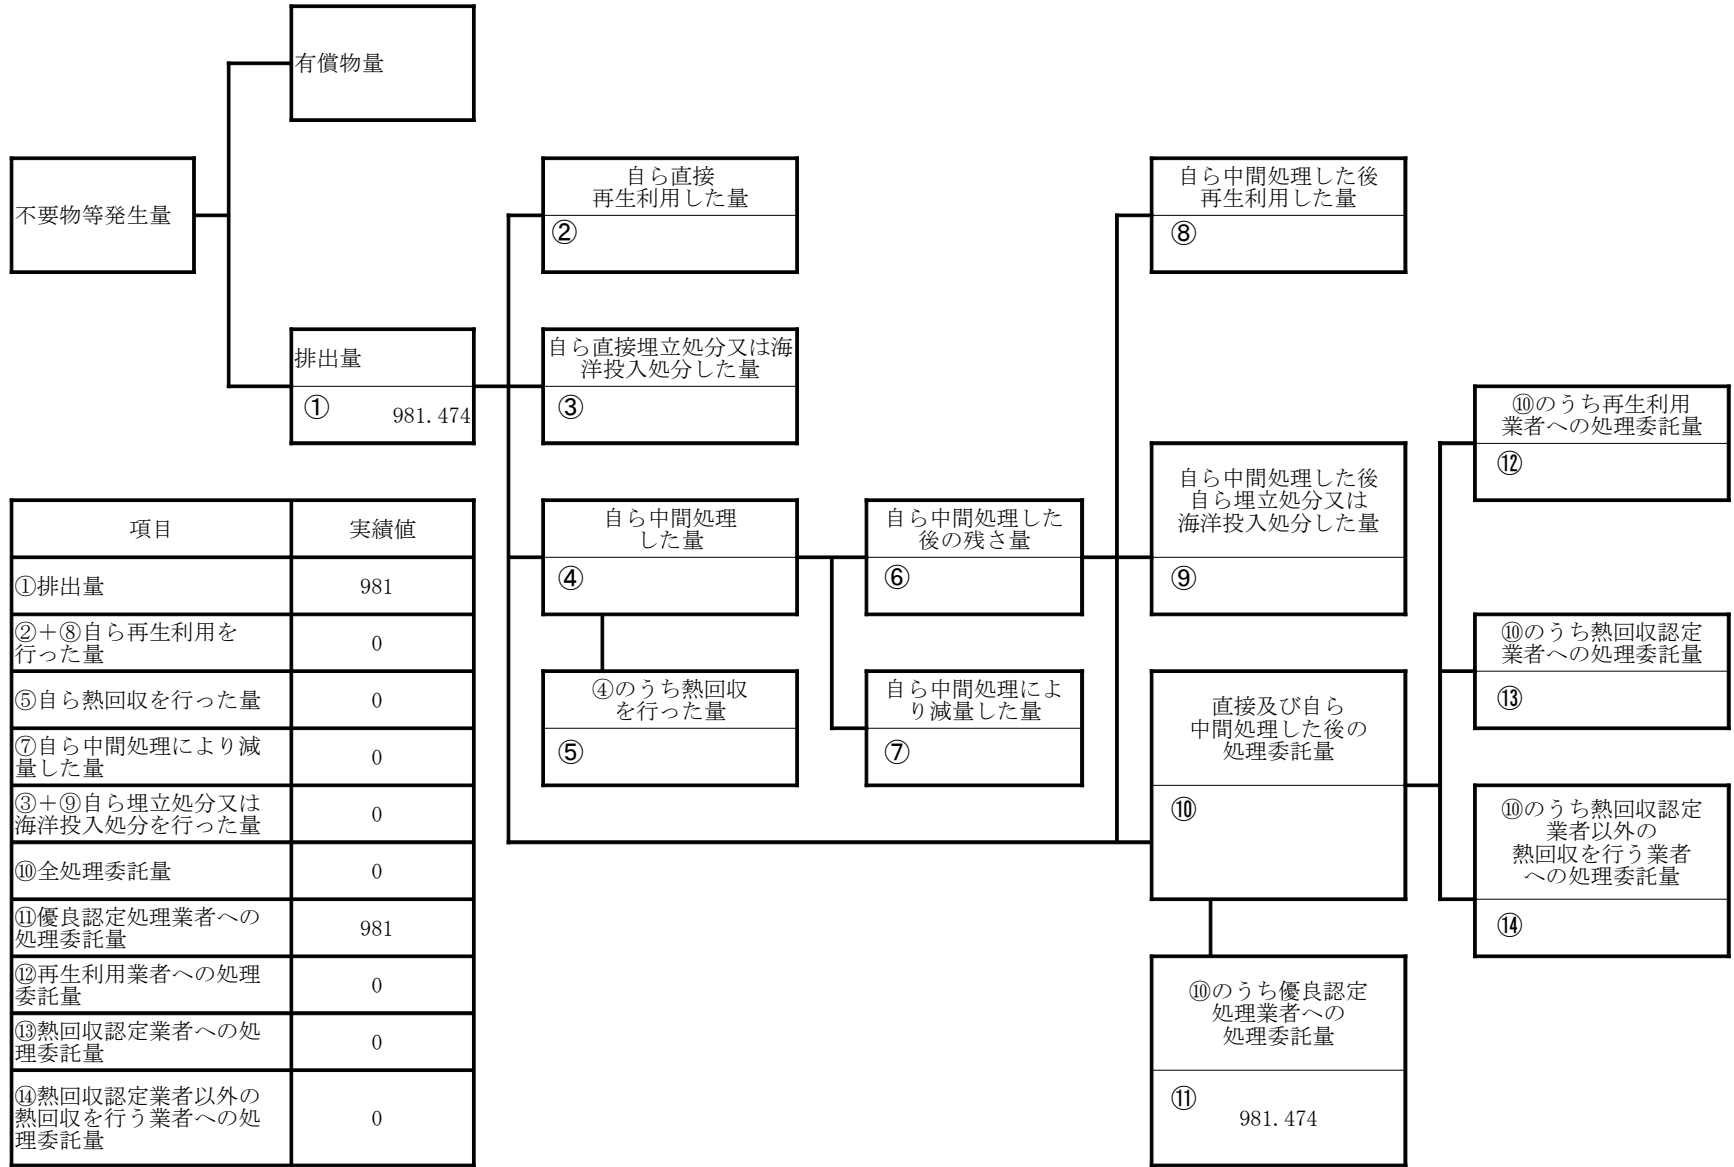 有償物量
不要物等発生量
自ら直接
再生利用した量
②
自ら中間処理した後
再生利用した量
⑧
排出量
① 981.474
自ら直接埋立処分又は海
洋投入処分した量
③
⑩のうち再生利用
業者への処理委託量
⑫
自ら中間処理
した量
④
自ら中間処理した
後の残さ量
⑥
自ら中間処理した後
自ら埋立処分又は
海洋投入処分した量
⑨
⑩のうち熱回収認定
業者への処理委託量
⑬
④のうち熱回収
を行った量
⑤
自ら中間処理によ
り減量した量
⑦
直接及び自ら
中間処理した後の
処理委託量
⑩
⑩のうち熱回収認定
業者以外の
熱回収を行う業者
への処理委託量
⑭
⑩のうち優良認定
処理業者への
処理委託量
⑪
981.474
項目 実績値
①排出量 981
②＋⑧自ら再生利用を
行った量 0
⑤自ら熱回収を行った量 0
⑦自ら中間処理により減
量した量 0
③＋⑨自ら埋立処分又は
海洋投入処分を行った量 0
⑩全処理委託量 0
⑪優良認定処理業者への
処理委託量 981
⑫再生利用業者への処理
委託量 0
⑬熱回収認定業者への処
理委託量 0
⑭熱回収認定業者以外の
熱回収を行う業者への処
理委託量 0